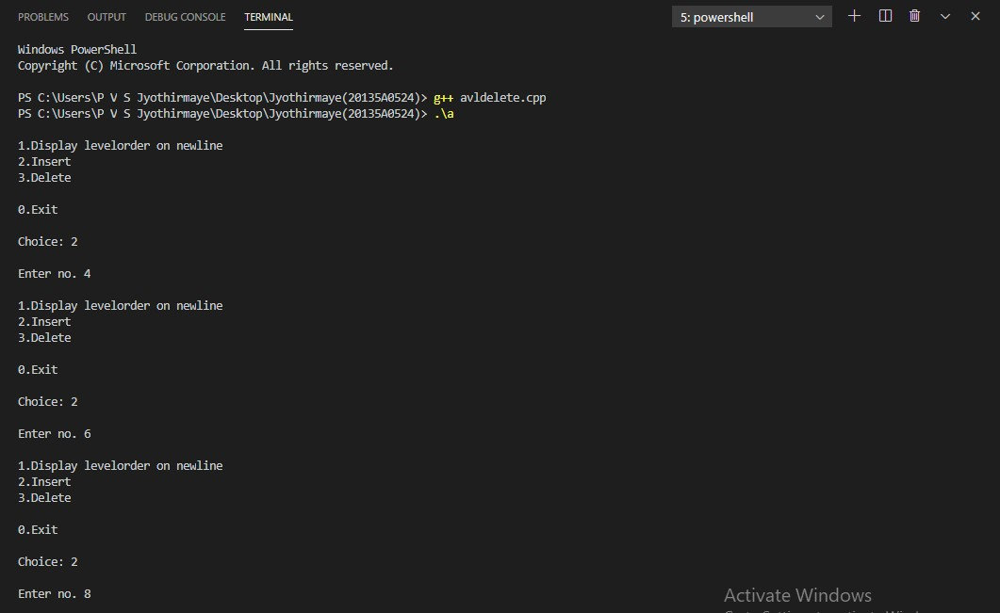 PROBLEMS OUTPUT DEBUG CONSOLE TERMINAL 5: powershell
Windows PowerShell
Copyright (C) Microsoft Corporation. All rights reserved.
PS C:\Users\P V S Jyothirmaye\Desktop\Jyothirmaye(20135A0524)> g++ avldelete.cpp
PS C:\Users\P V S Jyothirmaye\Desktop\Jyothirmaye(20135A0524)> .\a
1.Display levelorder on newline
2.Insert
3.Delete
0.Exit
Choice: 2
Enter no. 4
1.Display levelorder on newline
2.Insert
3.Delete
0.Exit
Choice: 2
Enter no. 6
1.Display levelorder on newline
2.Insert
3.Delete
0.Exit
Choice: 2
Enter no. 8
Activate Windows